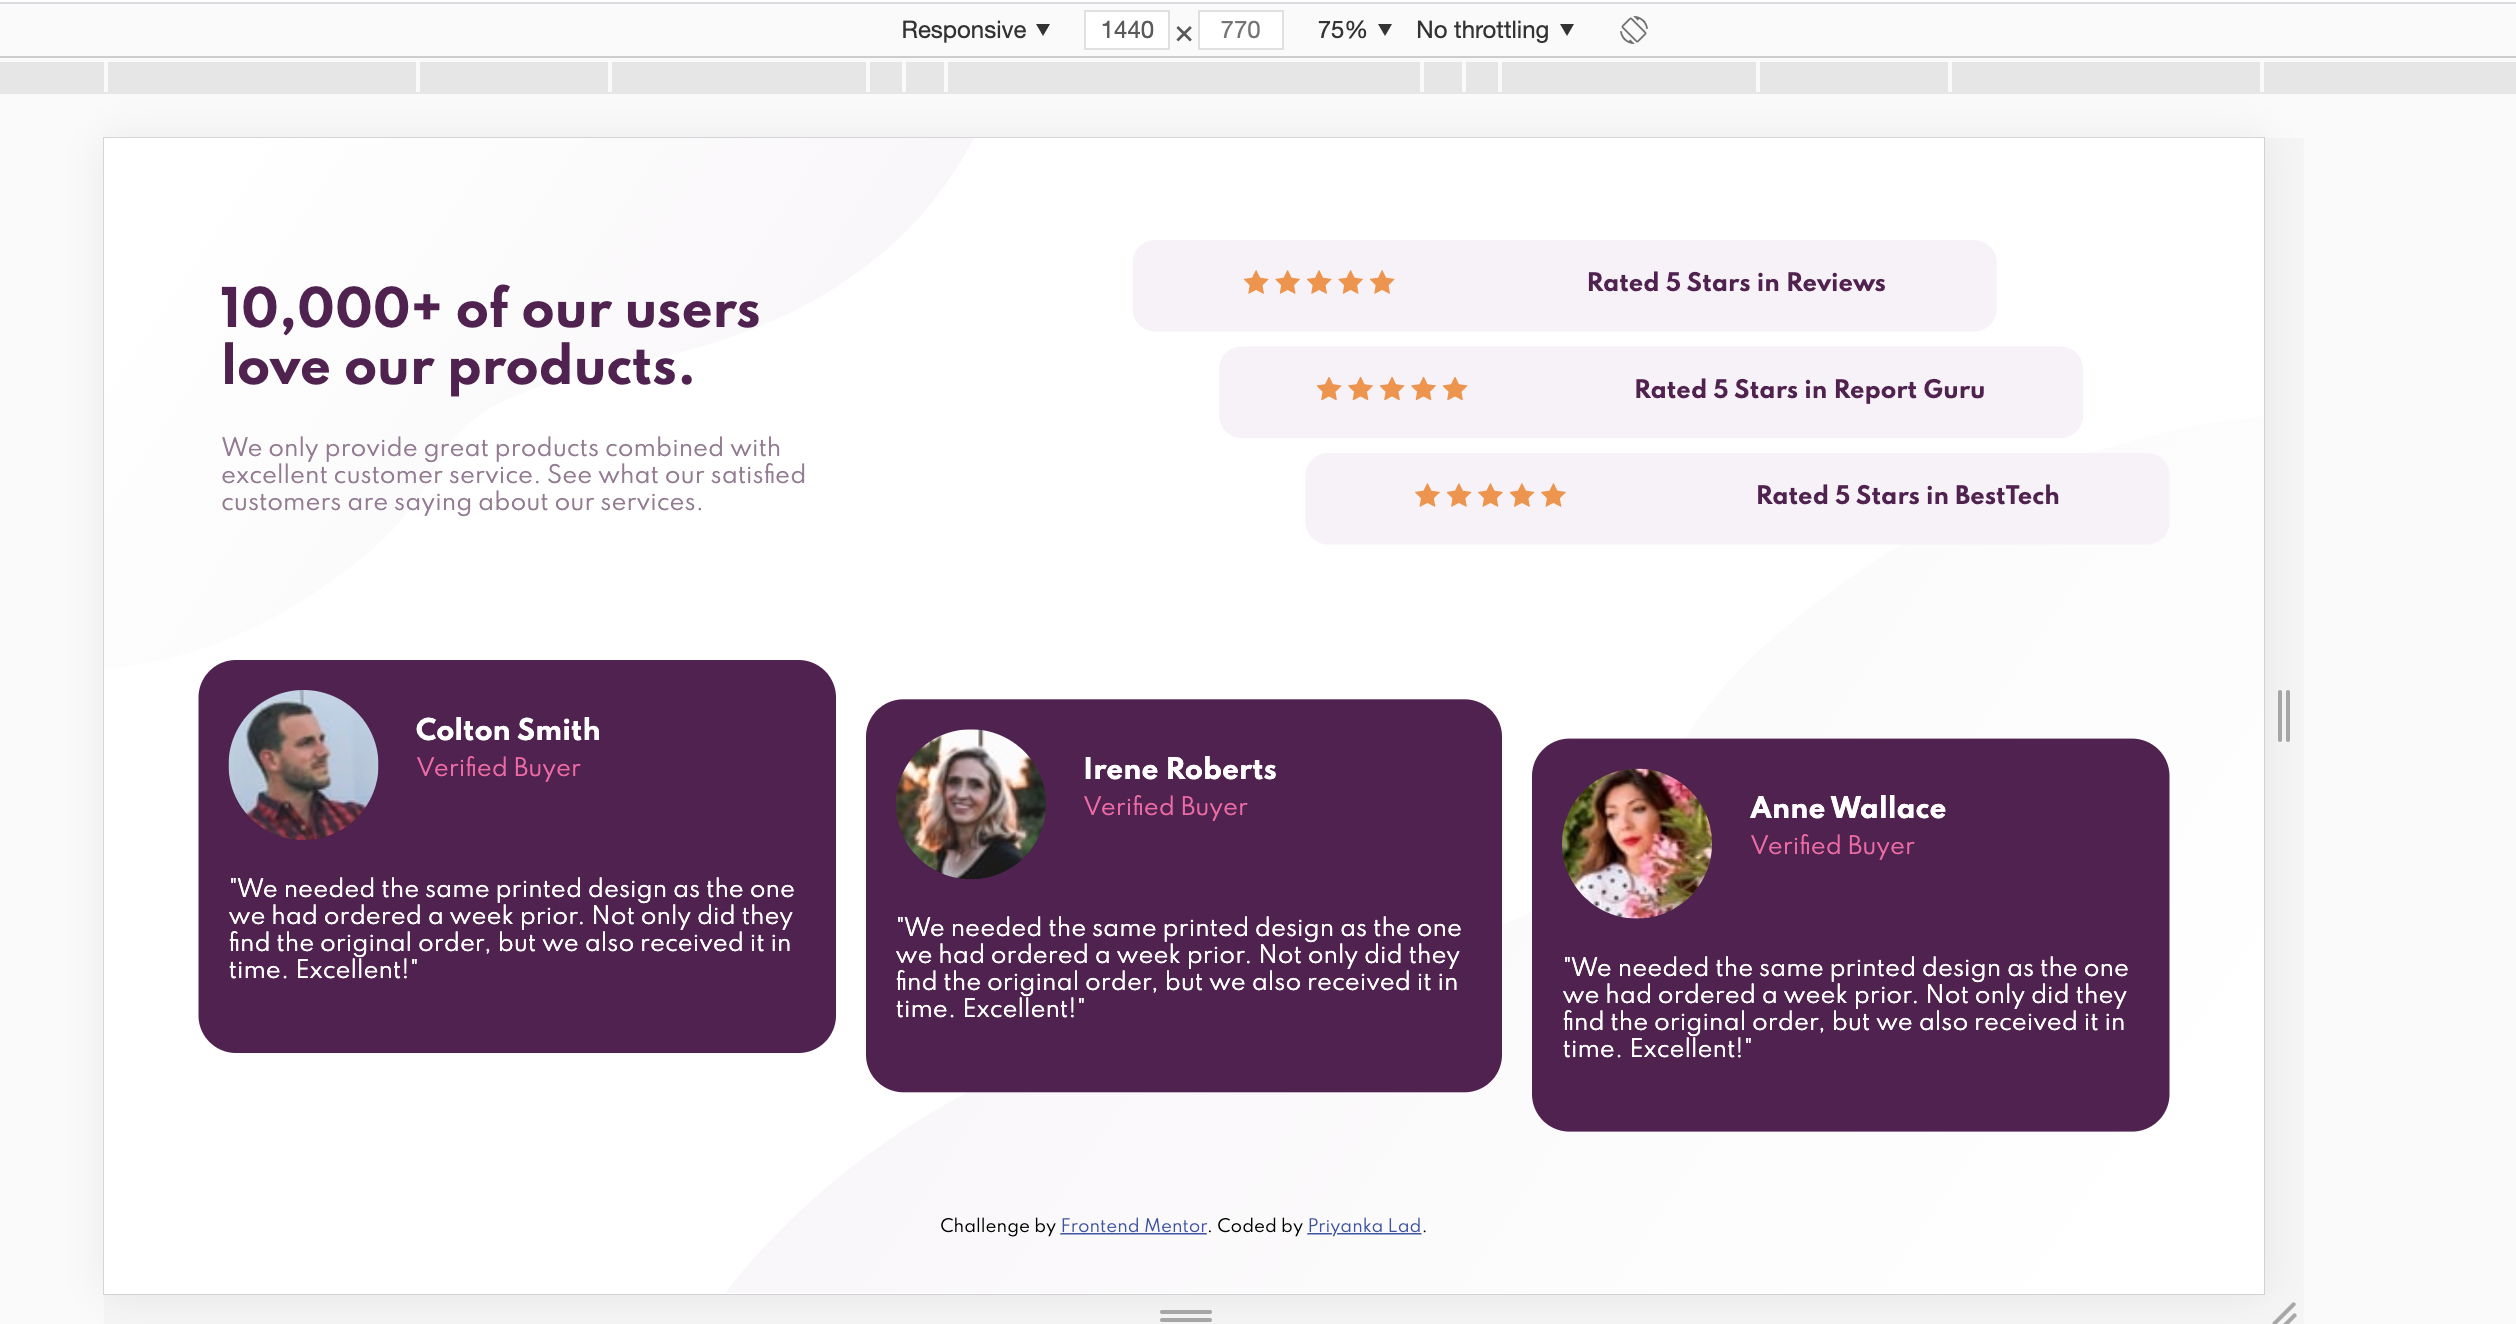 Responsive ▼ 1440 × 770 75% ▼ No throttling ▼
10,000+ of our users
love our products.
We only provide great products combined with
excellent customer service. See what our satisfied
customers are saying about our services.
Rated 5 Stars in Reviews
Rated 5 Stars in Report Guru
Rated 5 Stars in BestTech
Colton Smith
Verified Buyer
"We needed the same printed design as the one
we had ordered a week prior. Not only did they
find the original order, but we also received it in
time. Excellent!"
Irene Roberts
Verified Buyer
"We needed the same printed design as the one
we had ordered a week prior. Not only did they
find the original order, but we also received it in
time. Excellent!"
Anne Wallace
Verified Buyer
"We needed the same printed design as the one
we had ordered a week prior. Not only did they
find the original order, but we also received it in
time. Excellent!"
Challenge by Frontend Mentor. Coded by Priyanka Lad.